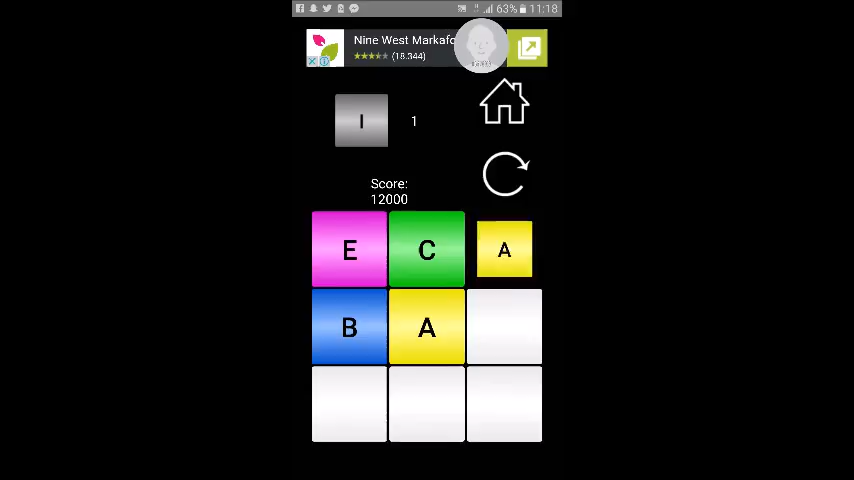 63% 11:18
Nine West Markafo
(18.344)
I 1
Score:
12000
E C A
B A